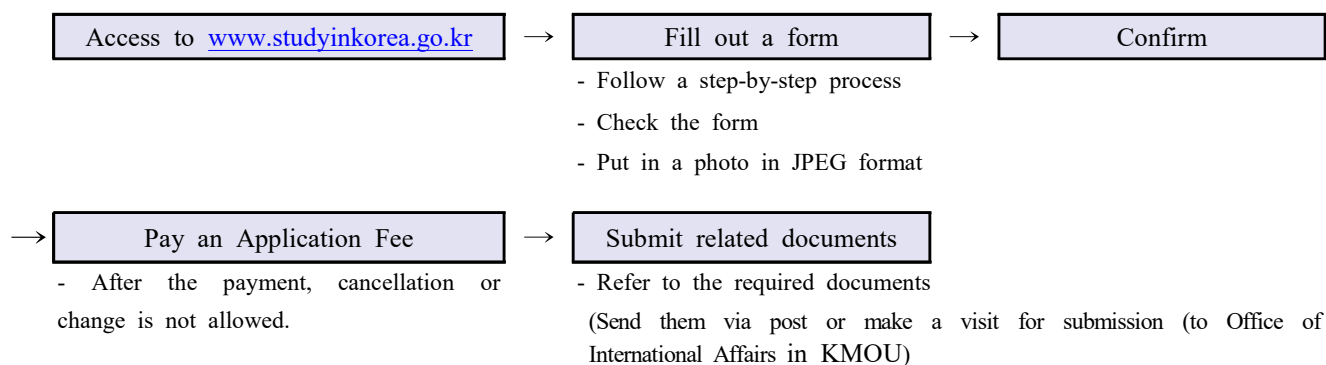 Access to www.studyinkorea.go.kr → Fill out a form → Confirm
- Follow a step-by-step process
- Check the form
- Put in a photo in JPEG format
→ Pay an Application Fee → Submit related documents
- After the payment, cancellation or
change is not allowed.
- Refer to the required documents
(Send them via post or make a visit for submission (to Office of
International Affairs in KMOU)